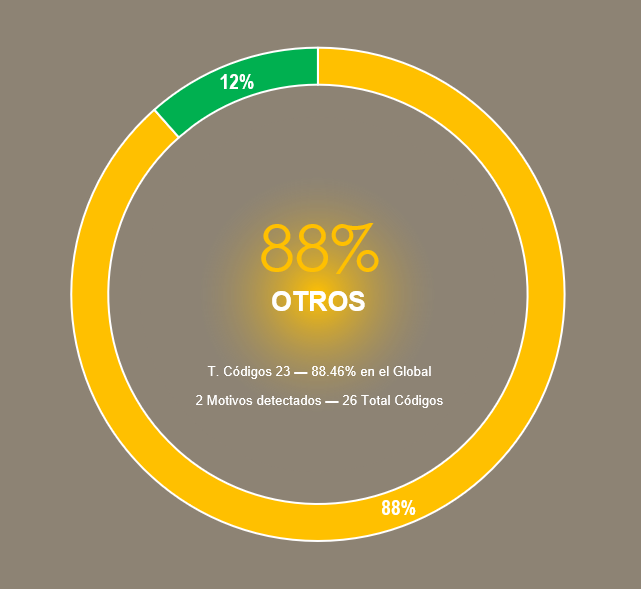 12%
88%
OTROS
T. Códigos 23 — 88.46% en el Global
2 Motivos detectados — 26 Total Códigos
88%